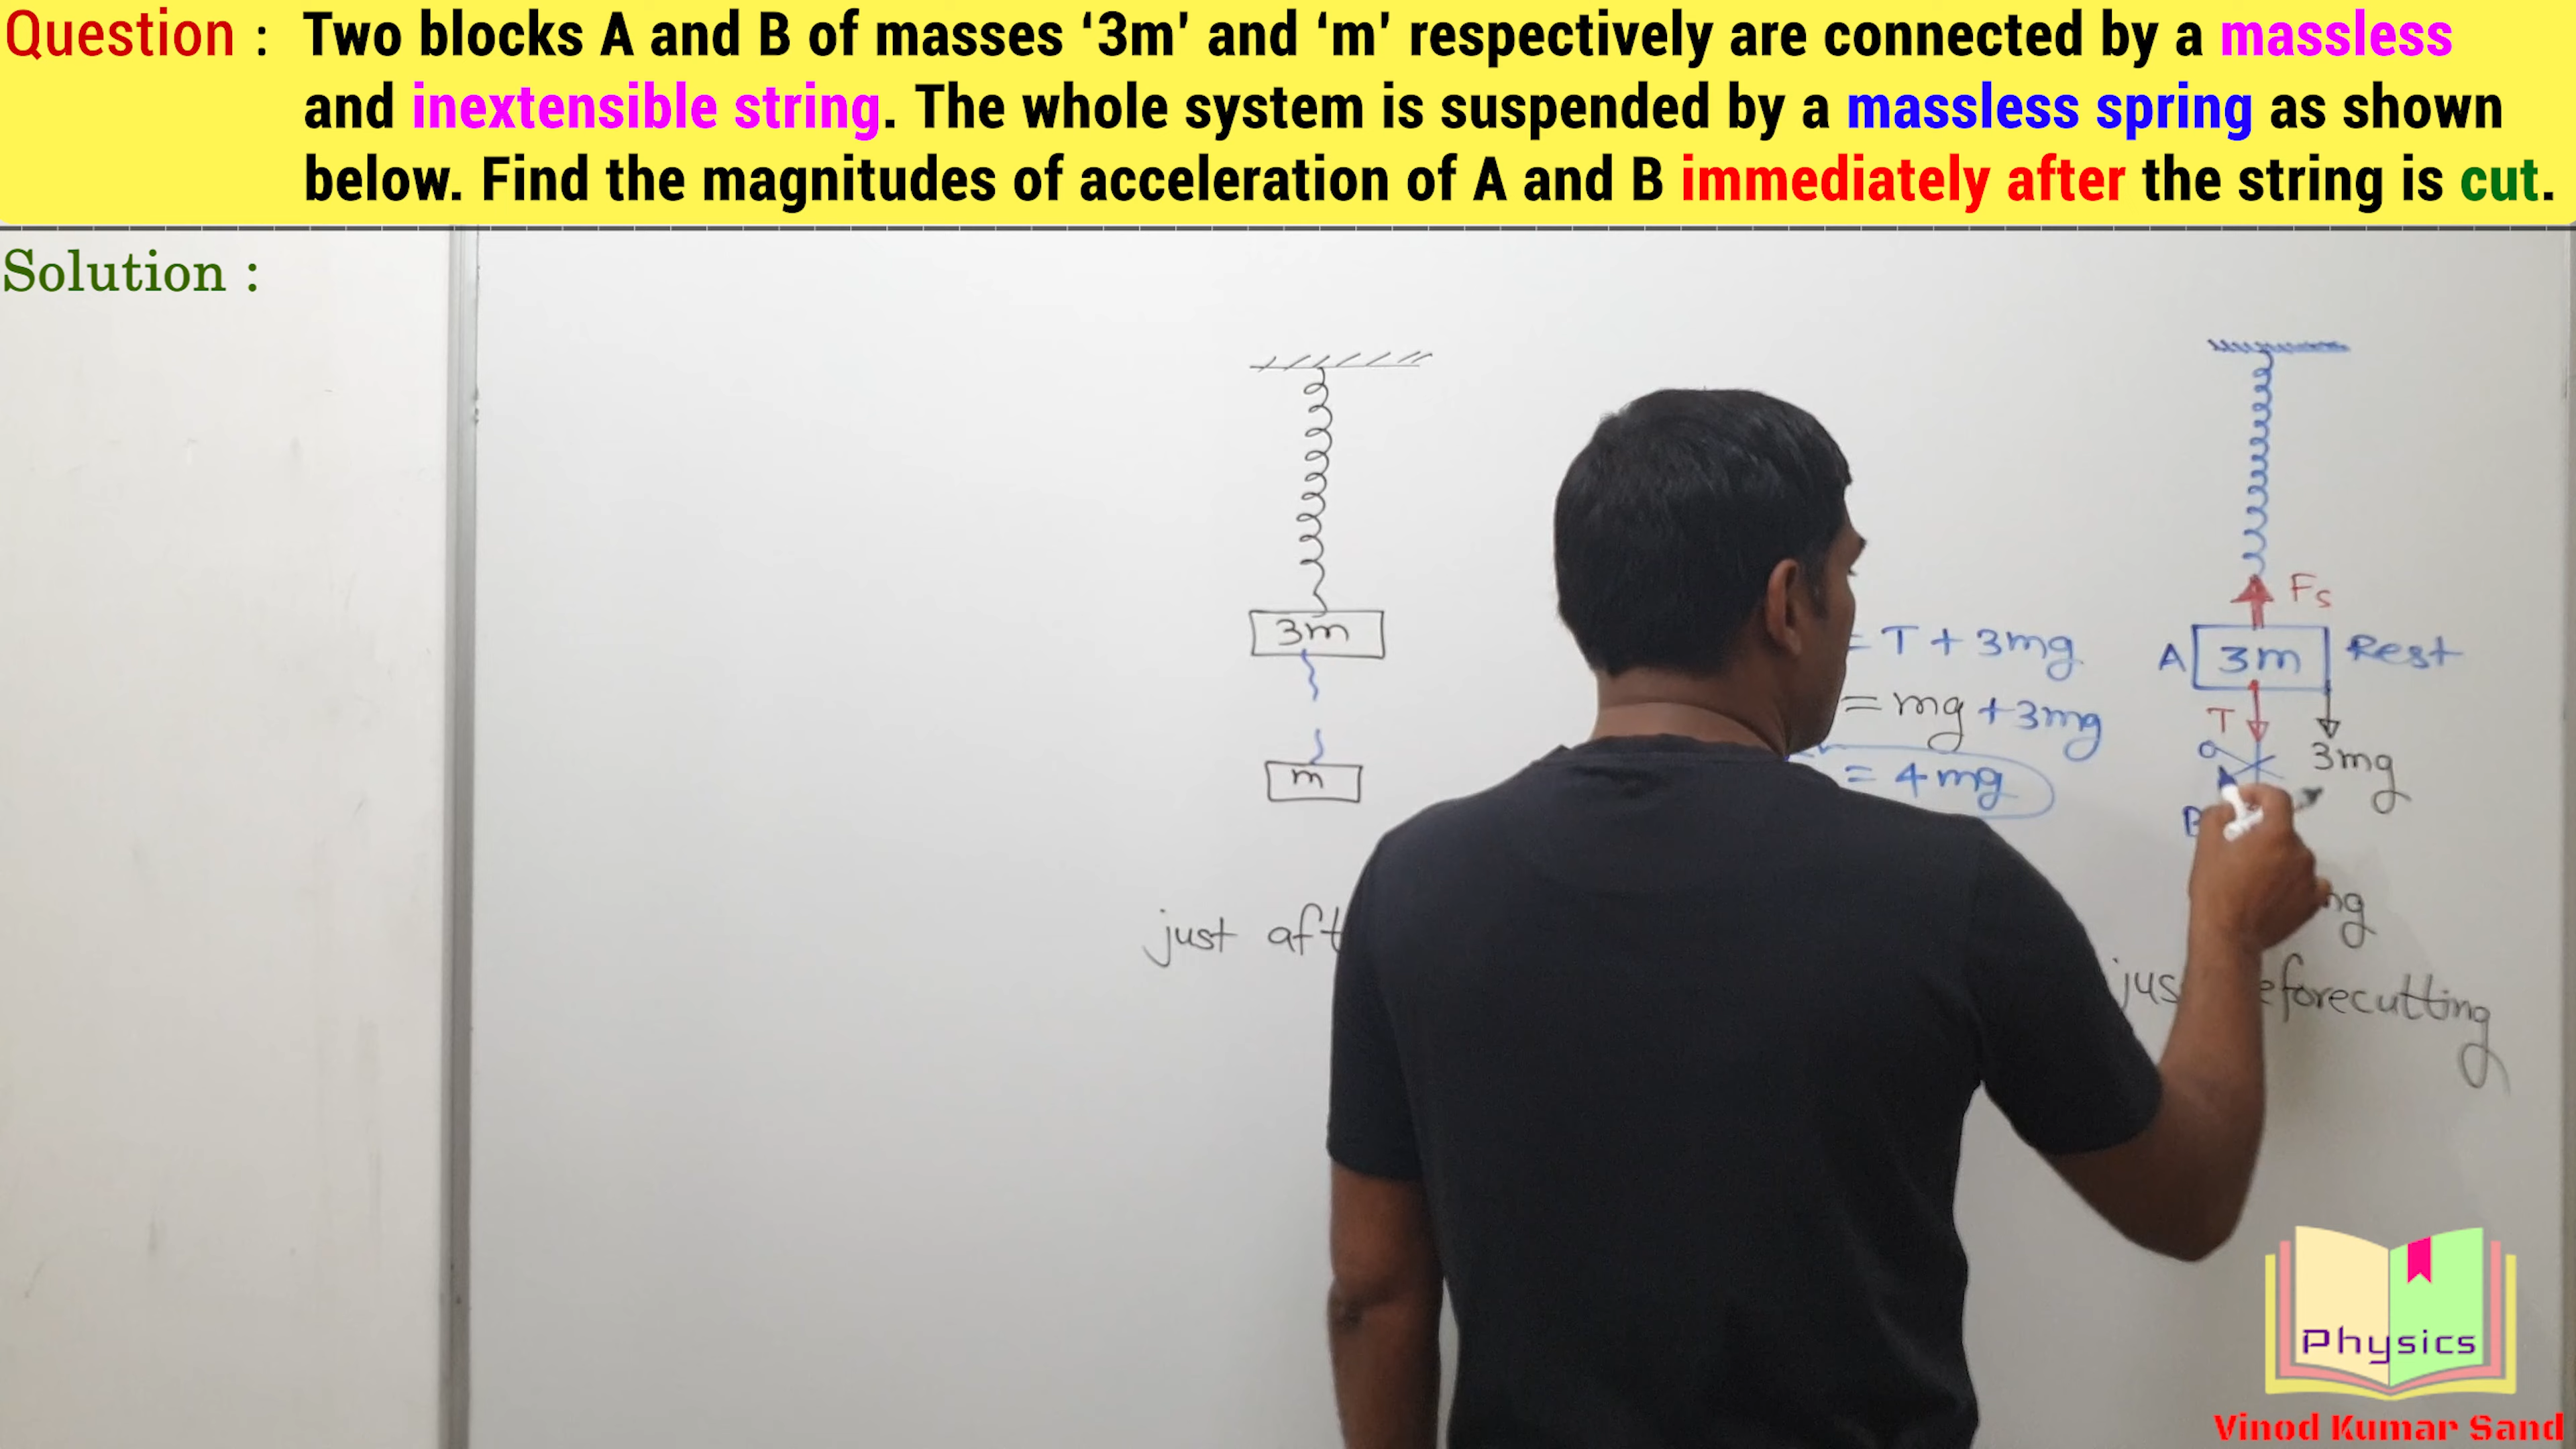 Question : Two blocks A and B of masses ‘3m’ and ‘m’ respectively are connected by a massless
and inextensible string. The whole system is suspended by a massless spring as shown
below. Find the magnitudes of acceleration of A and B immediately after the string is cut.
Solution :
3m
m
just
= T + 3mg
= mg + 3mg
= 4mg
Fs
A 3m Rest
T
3mg
Physics
Vinod Kumar Sand